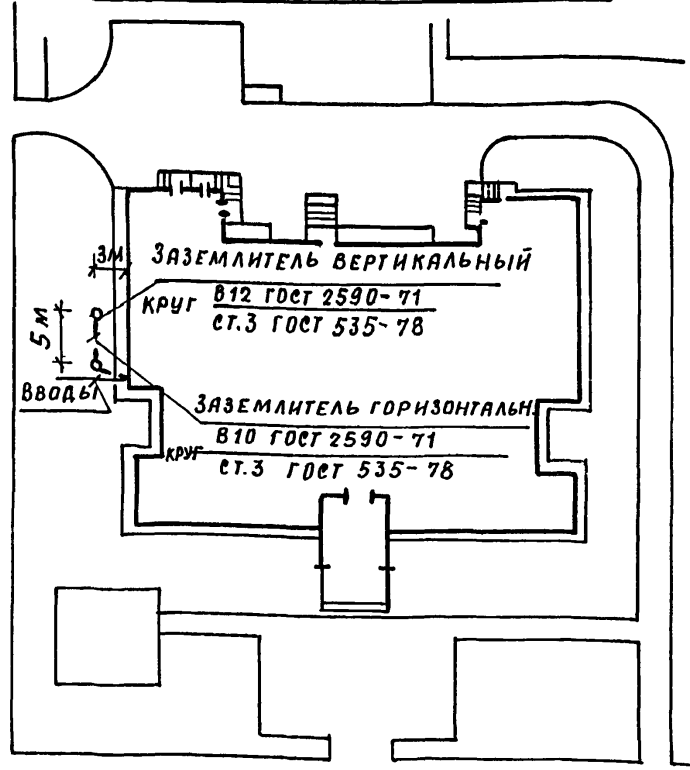 3М
ЗАЗЕМЛИТЕЛЬ ВЕРТИКАЛЬНЫЙ
КРУГ В12 ГОСТ 2590-71
СТ.3 ГОСТ 535-78
5М
ВВОДЫ
ЗАЗЕМЛИТЕЛЬ ГОРИЗОНТАЛЬН.
В10 ГОСТ 2590-71
КРУГ
СТ.3 ГОСТ 535-78